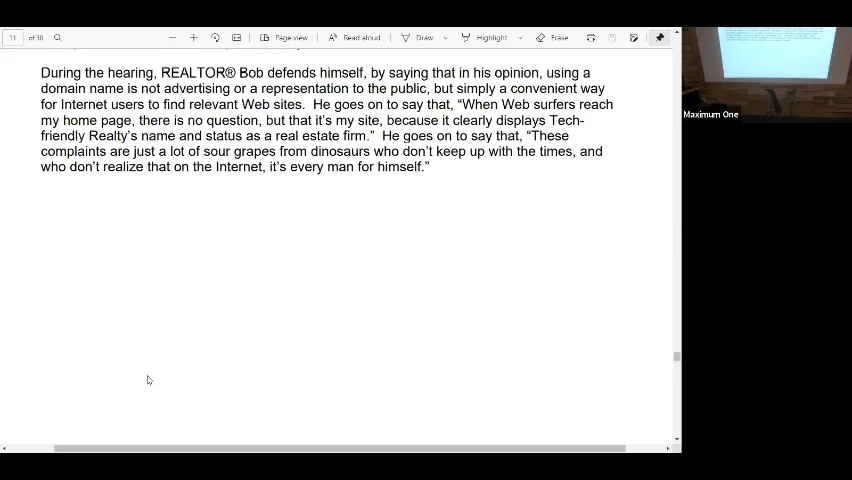 31 of 38 Page view Read aloud Draw Highlight Erase
During the hearing, REALTOR® Bob defends himself, by saying that in his opinion, using a
domain name is not advertising or a representation to the public, but simply a convenient way
for Internet users to find relevant Web sites.  He goes on to say that, “When Web surfers reach
my home page, there is no question, but that it’s my site, because it clearly displays Tech-
friendly Realty’s name and status as a real estate firm.”  He goes on to say that, “These
complaints are just a lot of sour grapes from dinosaurs who don’t keep up with the times, and
who don’t realize that on the Internet, it’s every man for himself.”
Maximum One